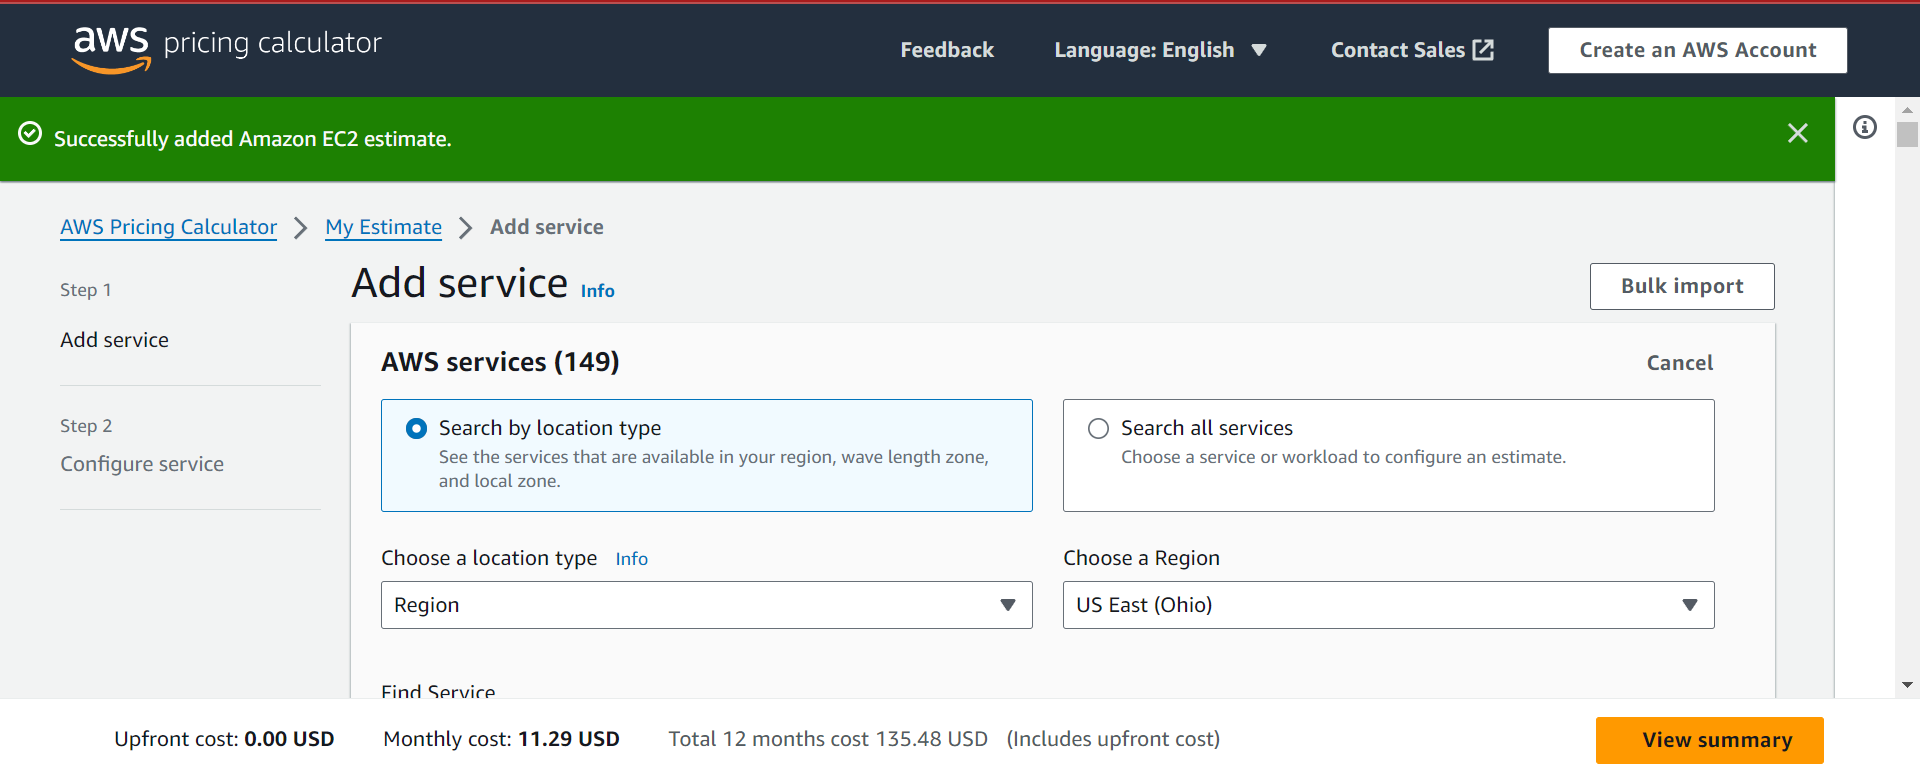 aws pricing calculator
Feedback
Language: English
Contact Sales
Create an AWS Account
Successfully added Amazon EC2 estimate.
AWS Pricing Calculator
My Estimate
Add service
Step 1
Add service
Step 2
Configure service
Add service Info
Bulk import
AWS services (149)
Cancel
Search by location type
See the services that are available in your region, wave length zone,
and local zone.
Search all services
Choose a service or workload to configure an estimate.
Choose a location type Info
Region
Choose a Region
US East (Ohio)
Find Service
Upfront cost: 0.00 USD
Monthly cost: 11.29 USD
Total 12 months cost 135.48 USD (Includes upfront cost)
View summary